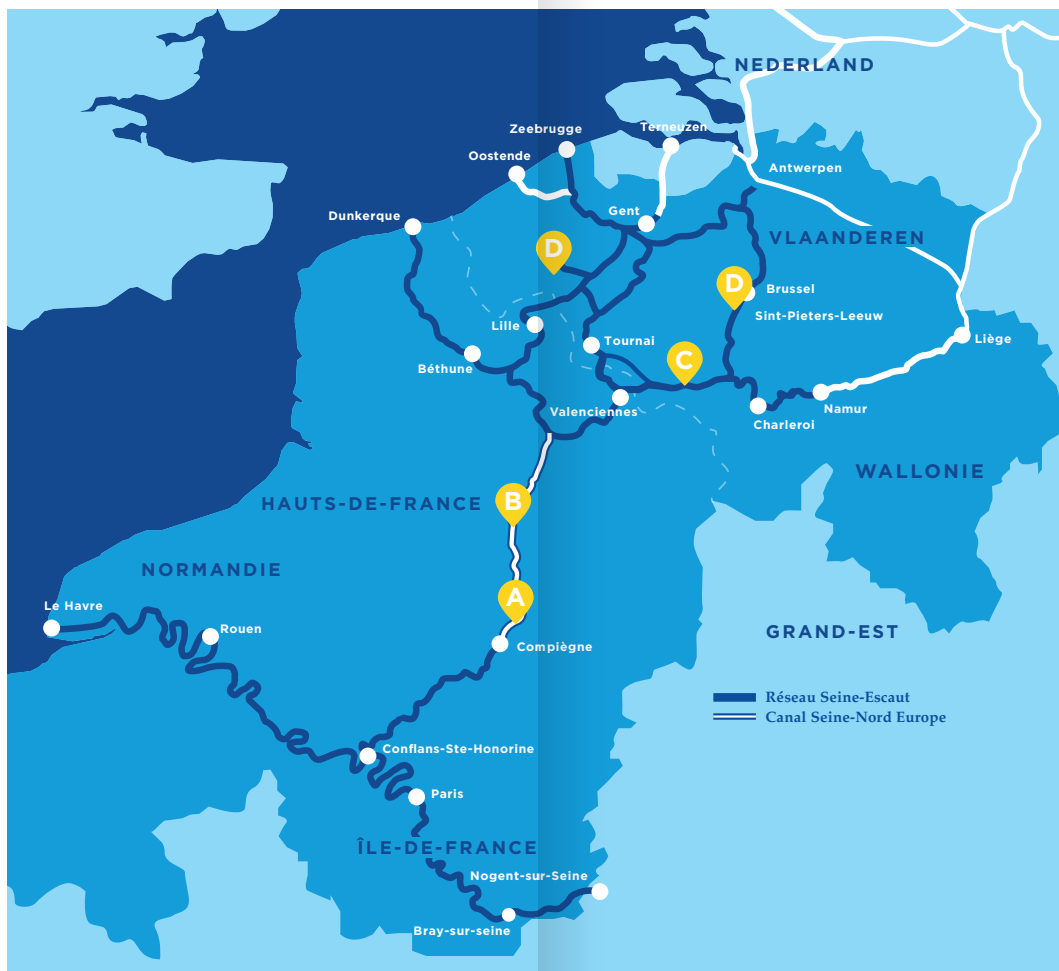 NEDERLAND
Zeebrugge
Terneuzen
Oostende
Antwerpen
Dunkerque
Gent
VLAANDEREN
D
D
Brussel
Sint-Pieters-Leeuw
Lille
Tournai
Liège
C
Béthune
Valenciennes
Namur
Charleroi
WALLONIE
B
HAUTS-DE-FRANCE
NORMANDIE
A
Le Havre
Rouen
GRAND-EST
Compiègne
Réseau Seine-Escaut
Canal Seine-Nord Europe
Conflans-Ste-Honorine
Paris
ÎLE-DE-FRANCE
Nogent-sur-Seine
Bray-sur-seine